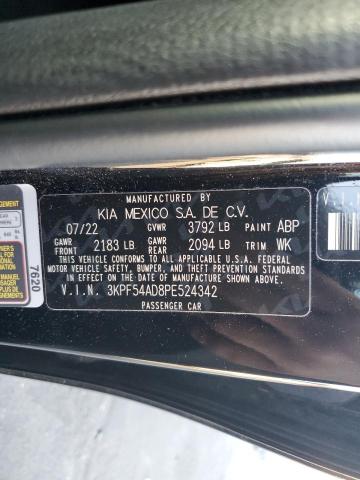 MANUFACTURED BY
KIA MEXICO S.A. DE C.V.
07/22 GVWR 3792 LB PAINT ABP
GAWR FRONT 2183 LB GAWR REAR 2094 LB TRIM WK
THIS VEHICLE CONFORMS TO ALL APPLICABLE
U.S.A. FEDERAL MOTOR VEHICLE
SAFETY, BUMPER, AND THEFT PREVENTION STANDARDS
IN EFFECT ON THE DATE OF MANUFACTURE SHOWN ABOVE.
V.I.N. 3KPF54AD8PE524342
PASSENGER CAR
7620